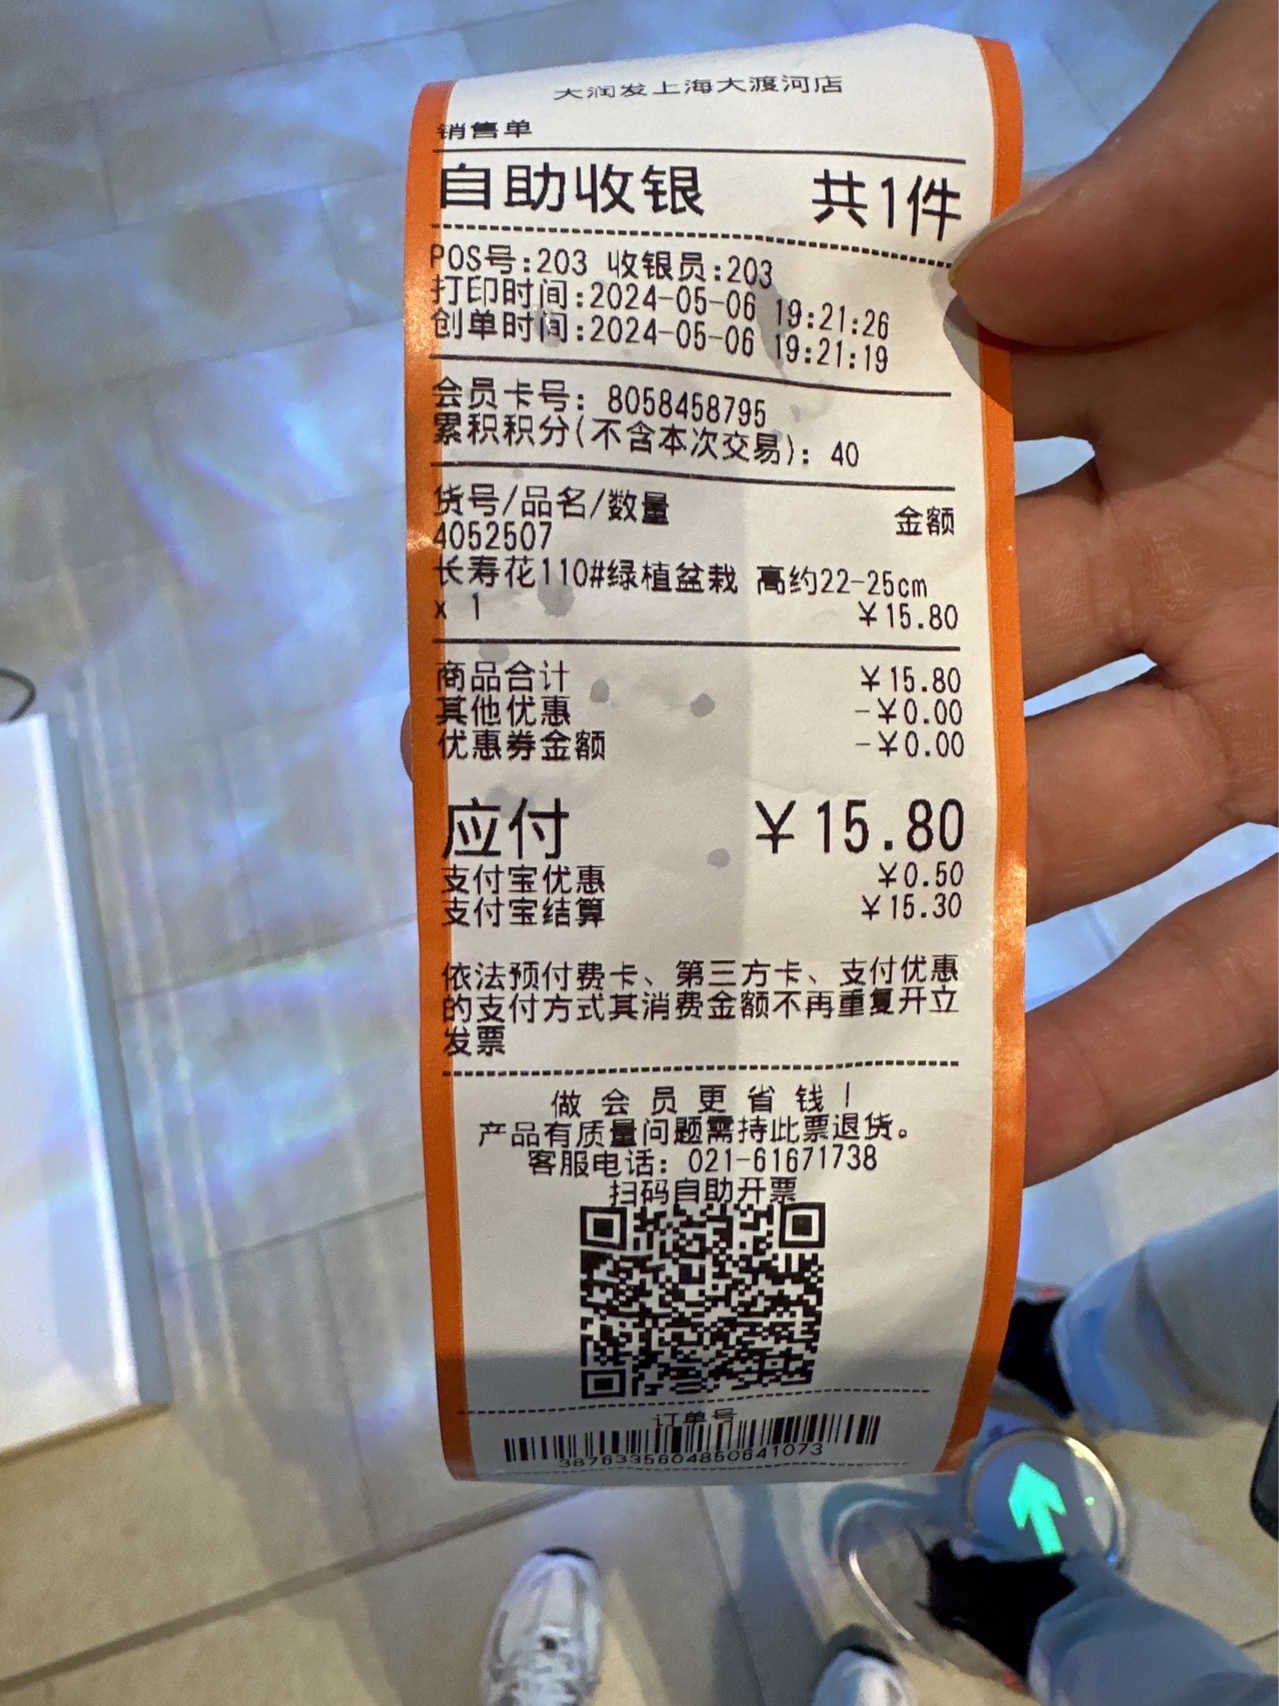 大润发上海大渡河店
销售单
自助收银 共1件
POS号:203 收银员:203
打印时间:2024-05-06 19:21:26
创单时间:2024-05-06 19:21:19
会员卡号: 8058458795
累积积分(不含本次交易): 40
货号/品名/数量 金额
4052507
长寿花110#绿植盆栽 高约22-25cm
x 1 ¥15.80
商品合计 ¥15.80
其他优惠 -¥0.00
优惠券金额 -¥0.00
应付 ¥15.80
支付宝优惠 ¥0.50
支付宝结算 ¥15.30
依法预付费卡、第三方卡、支付优惠
的支付方式其消费金额不再重复开立
发票
做会员更省钱!
产品有质量问题需持此票退货。
客服电话: 021-61671738
扫码自助开票
订单号
3876335604850641073